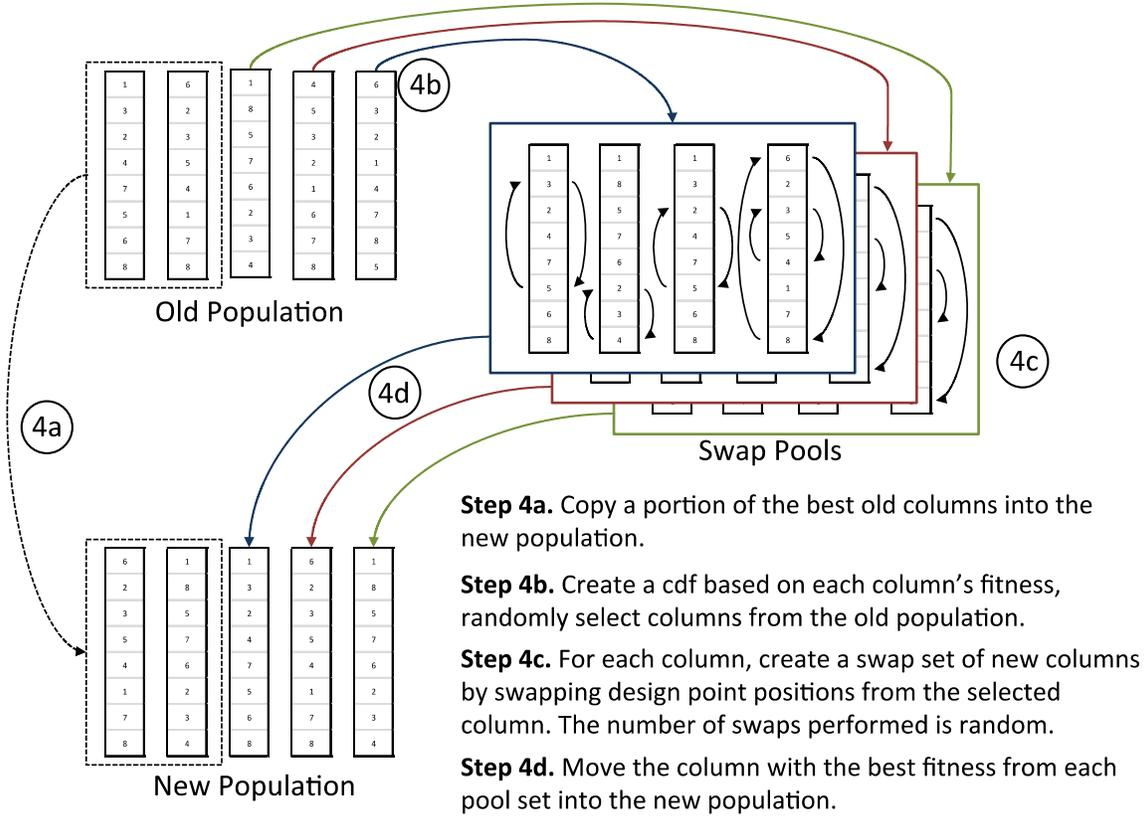 4b
1 6 1 4 6
3 2 8 5 3
2 3 5 3 2
4 5 7 2 1
7 4 6 1 4
5 1 2 6 7
6 7 3 7 8
8 8 4 8 5
Old Population
1 1 1 6
3 8 3 2
2 5 2 3
4 7 4 5
7 6 7 4
5 2 5 1
6 3 6 7
8 4 8 8
4c
4d
4a
Swap Pools
Step 4a. Copy a portion of the best old columns into the
new population.
Step 4b. Create a cdf based on each column's fitness,
randomly select columns from the old population.
Step 4c. For each column, create a swap set of new columns
by swapping design point positions from the selected
column. The number of swaps performed is random.
Step 4d. Move the column with the best fitness from each
pool set into the new population.
6 1 1 6 1
2 8 3 2 8
3 5 2 3 5
5 7 4 5 7
4 6 7 4 6
1 2 5 1 2
7 3 6 7 3
8 4 8 8 4
New Population